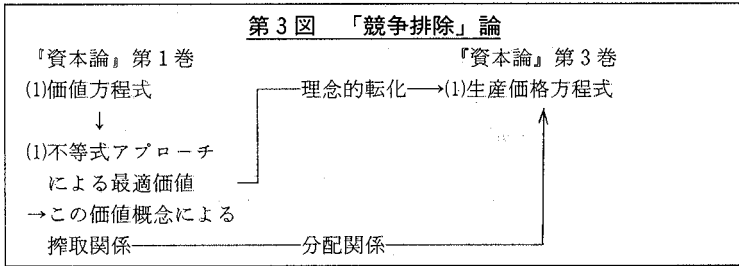 第3図 「競争排除」論
『資本論』第1巻 『資本論』第3巻
(1)価値方程式 理念的転化 (1)生産価格方程式
↓
(1)不等式アプローチ
による最適価値
→この価値概念による
搾取関係 分配関係